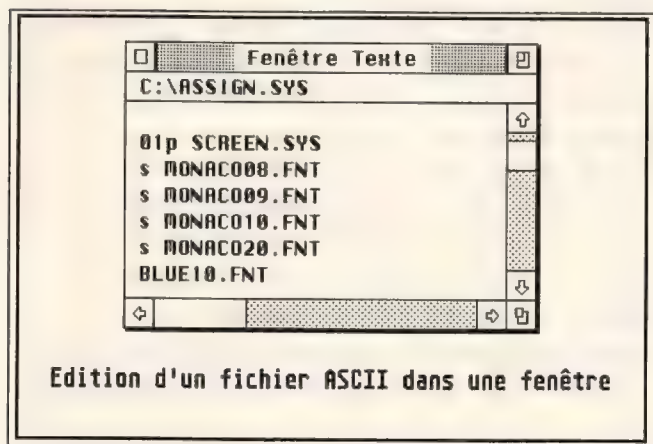 Fenêtre Texte
C:\ASSIGN.SYS
01p SCREEN.SYS
s MONACO08.FNT
s MONACO09.FNT
s MONACO10.FNT
s MONACO20.FNT
BLUE10.FNT
Edition d'un fichier ASCII dans une fenêtre